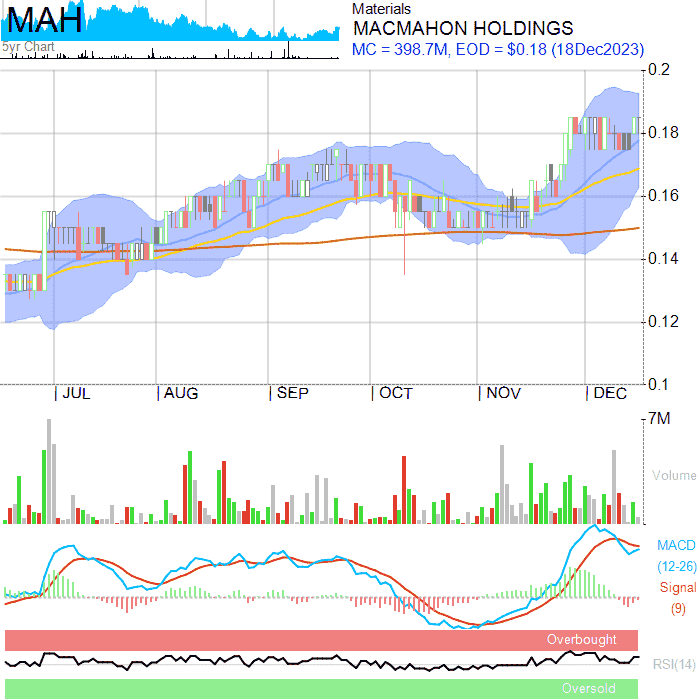 MAH
5yr Chart
Materials
MACMAHON HOLDINGS
MC = 398.7M, EOD = $0.18 (18Dec2023)
0.2
0.18
0.16
0.14
0.12
0.1
JUL AUG SEP OCT NOV DEC
7M
Volume
MACD
(12-26)
Signal
(9)
Overbought
RSI(14)
Oversold